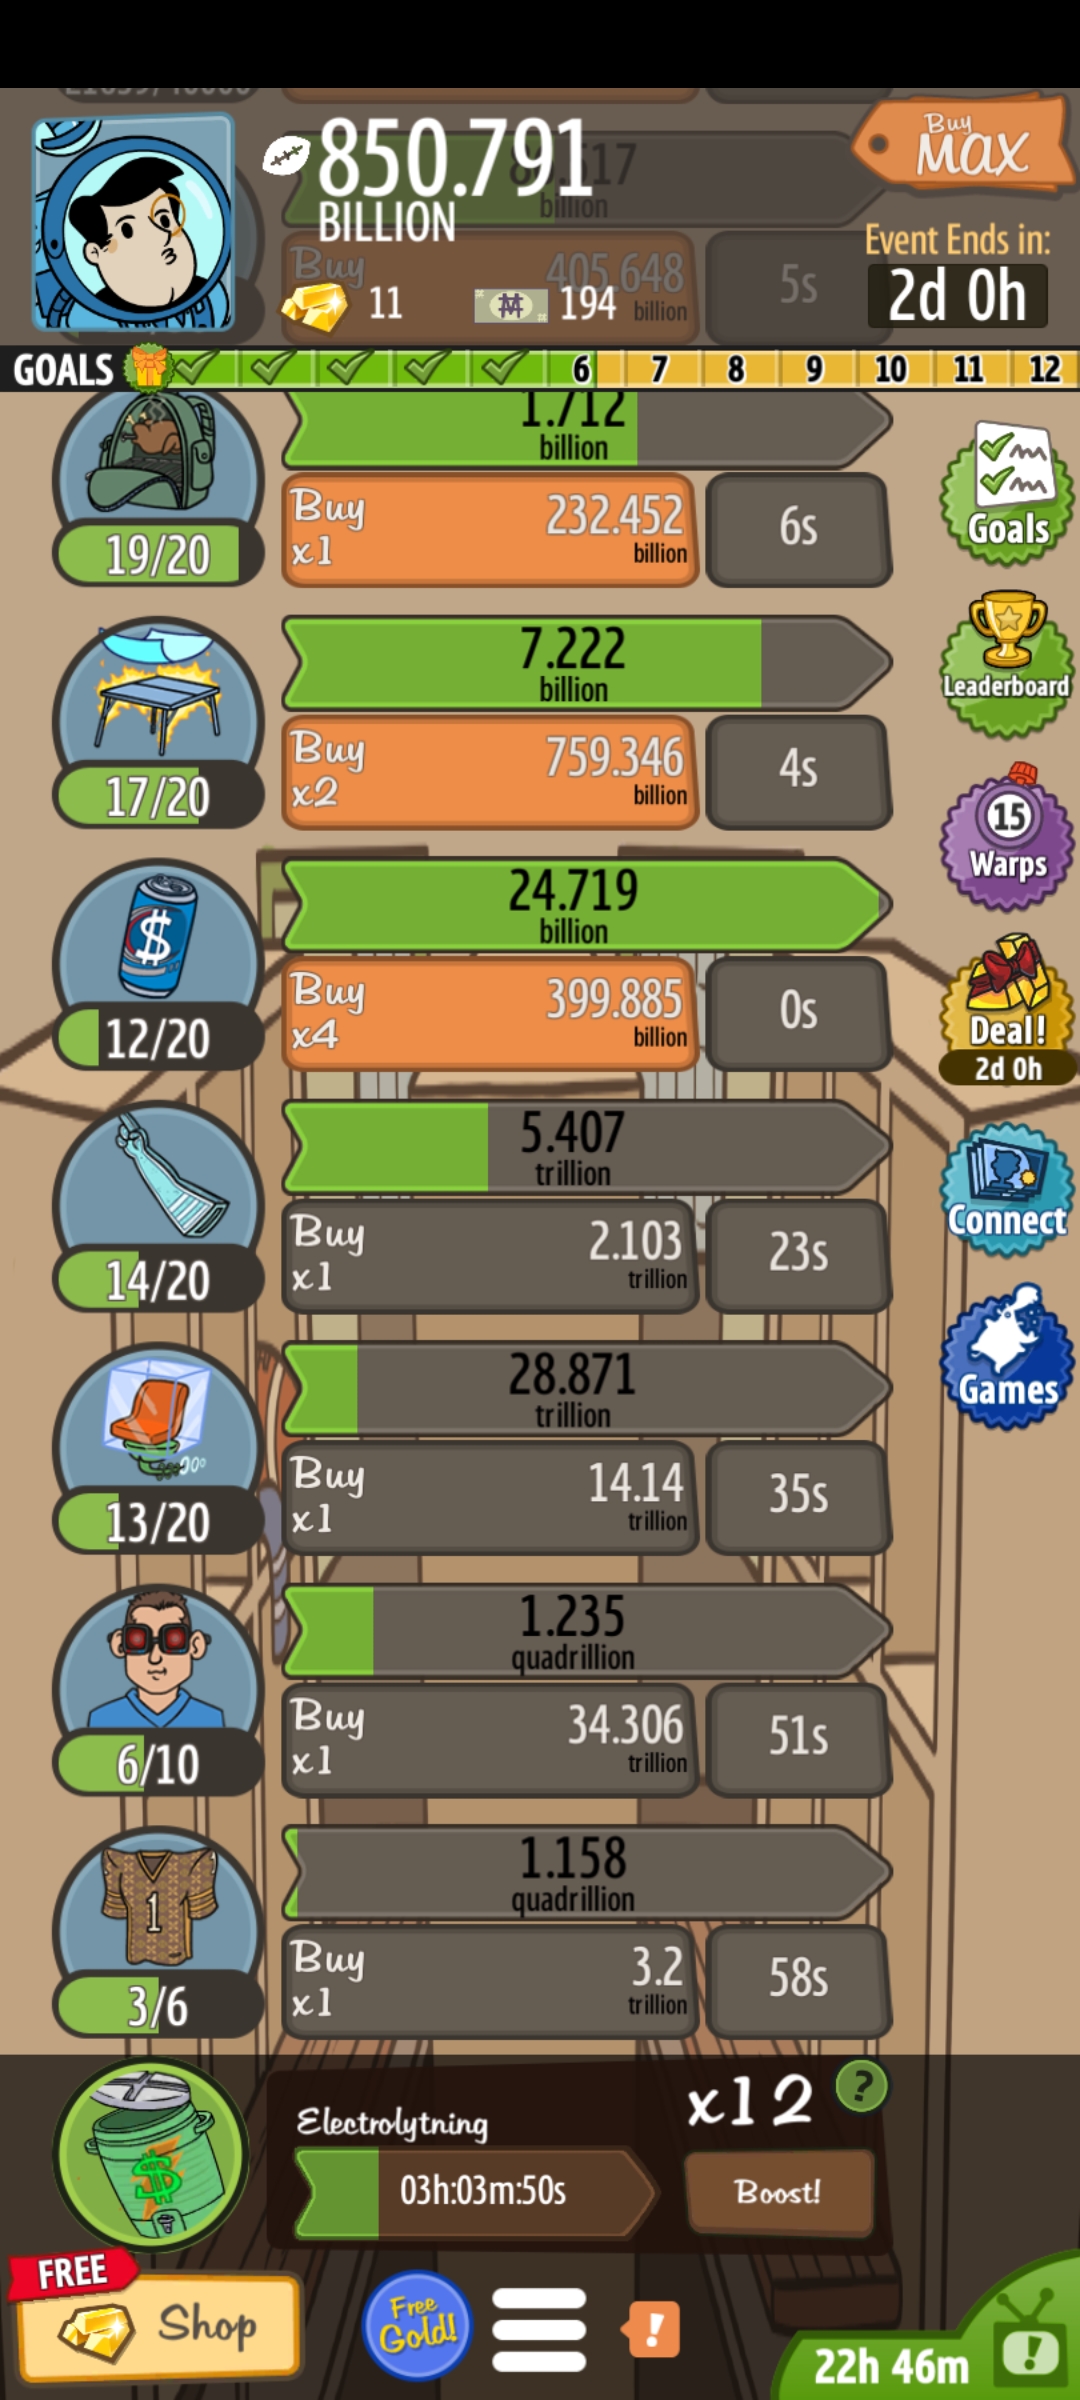 850.791
BILLION
Buy
MAX
billion
Buy
405.648
billion
5s
11
194
Event Ends in:
2d 0h
GOALS
6
7
8
9
10
11
12
1.712
billion
19/20
Buy
x1
232.452
billion
6s
Goals
7.222
billion
17/20
Buy
x2
759.346
billion
4s
Leaderboard
15
Warps
$
24.719
billion
12/20
Buy
x4
399.885
billion
0s
Deal!
2d 0h
5.407
trillion
14/20
Buy
x1
2.103
trillion
23s
Connect
28.871
trillion
13/20
Buy
x1
14.14
trillion
35s
Games
1.235
quadrillion
6/10
Buy
x1
34.306
trillion
51s
1
1.158
quadrillion
3/6
Buy
x1
3.2
trillion
58s
$
Electrolytning
x12
?
03h:03m:50s
Boost!
FREE
Shop
Free
Gold!
!
22h 46m
!